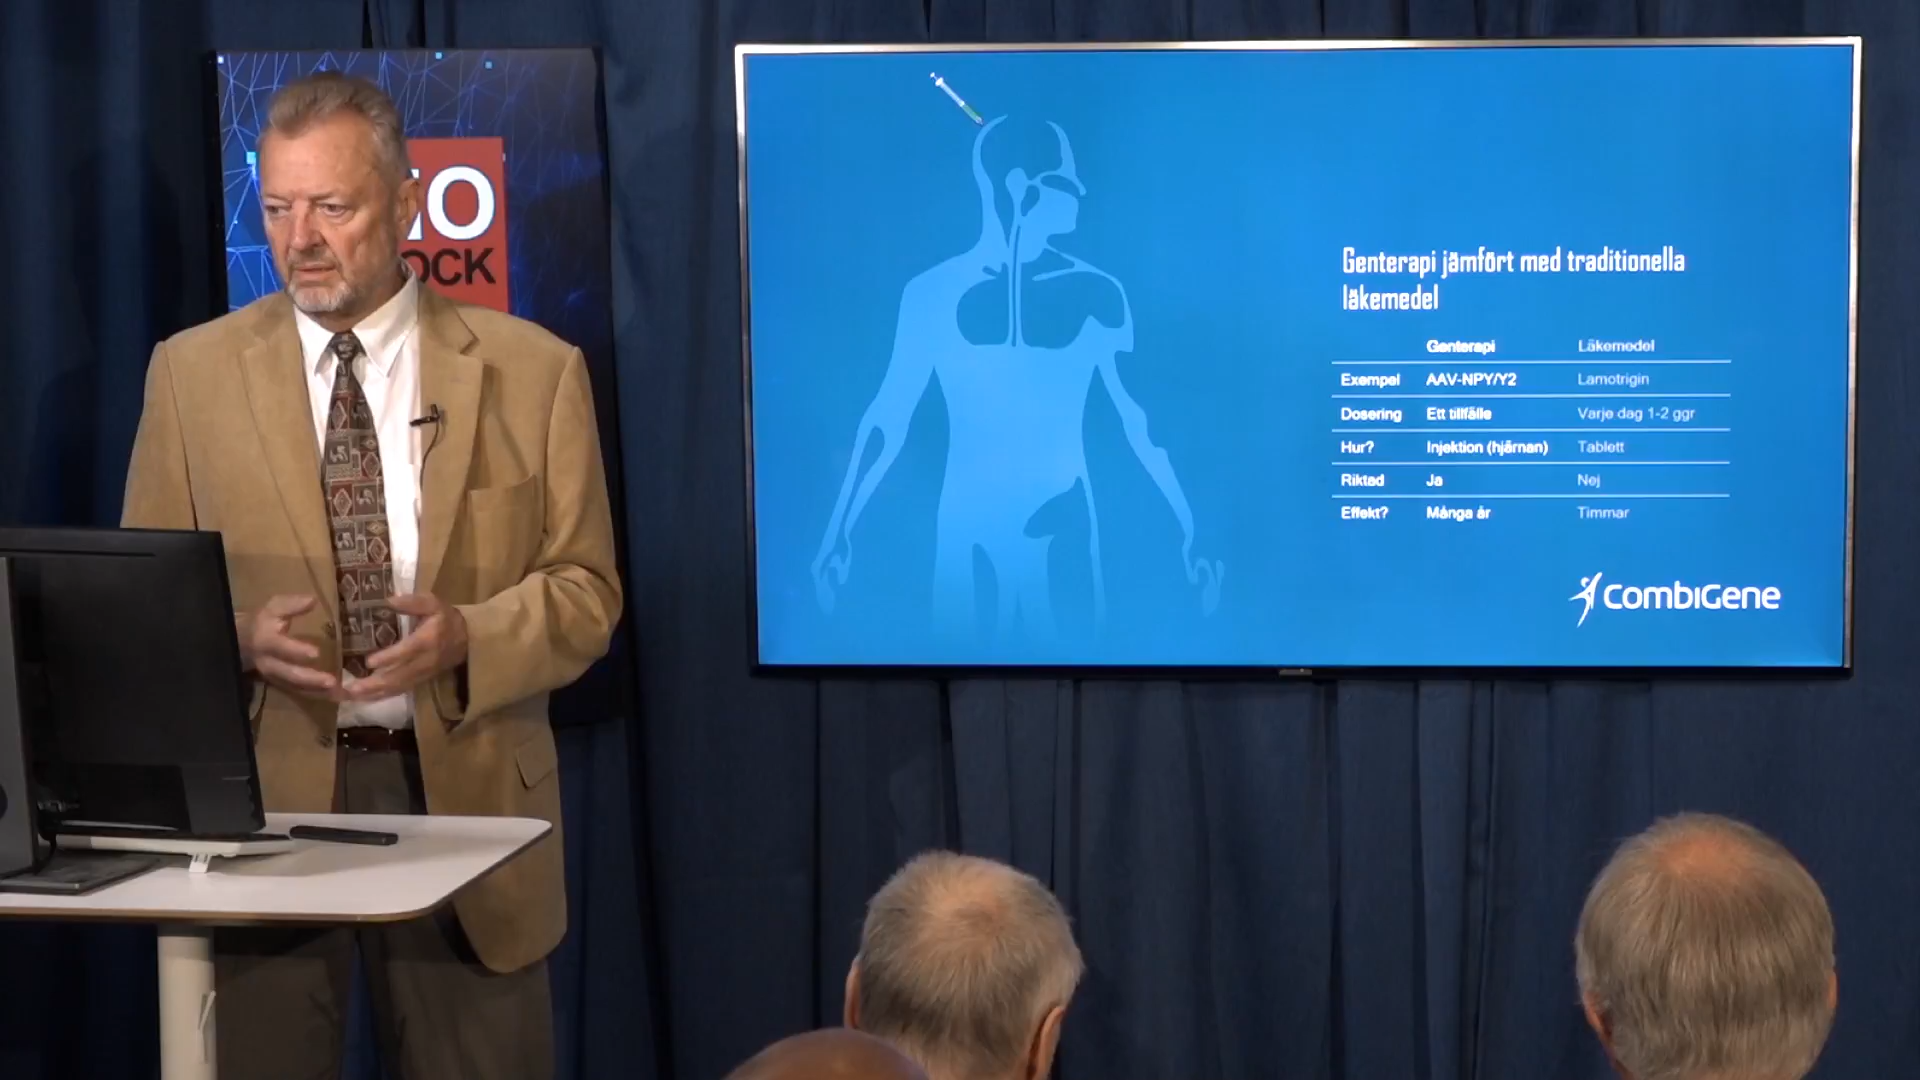 IO
OCK
Genterapi jämfört med traditionella
läkemedel
Genterapi Läkemedel
Exempel AAV-NPY/Y2 Lamotrigin
Dosering Ett tillfälle Varje dag 1-2 ggr
Hur? Injektion (hjärnan) Tablett
Riktad Ja Nej
Effekt? Många år Timmar
CombiGene